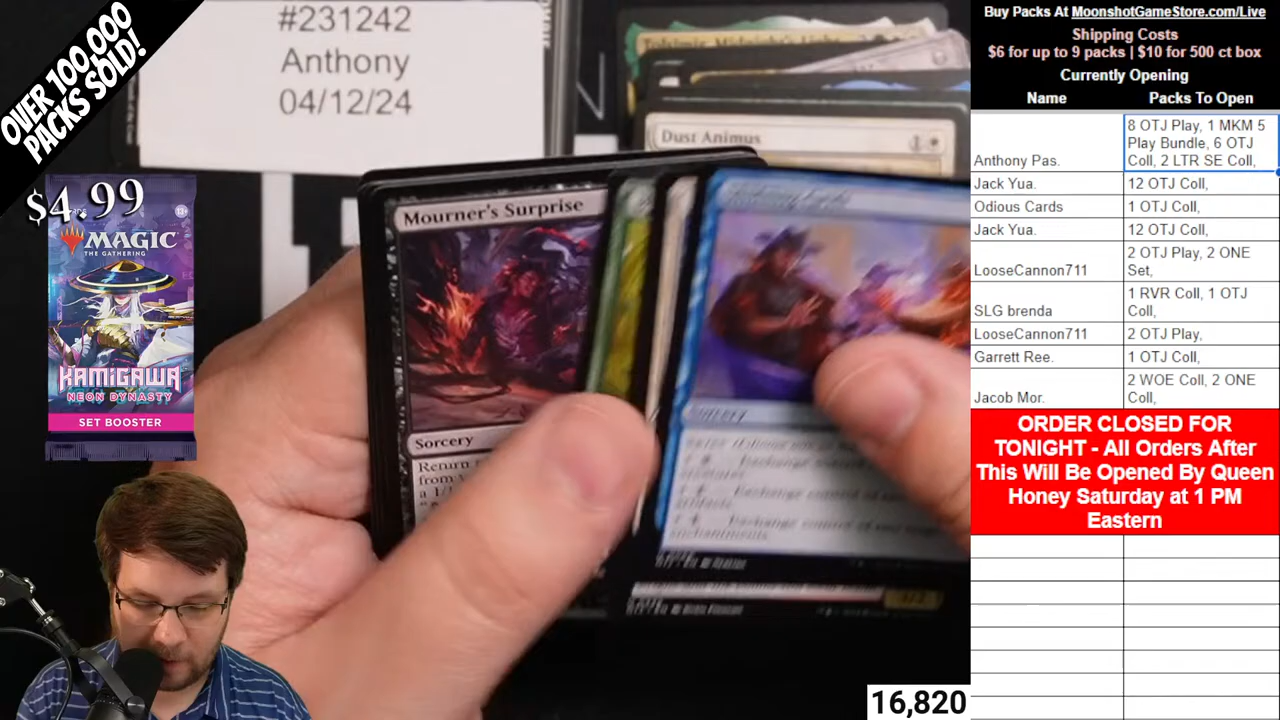 OVER 100,000
PACKS SOLD!
$4.99
MAGIC
THE GATHERING
KAMIGAWA
NEON DYNASTY
SET BOOSTER
#231242
Anthony
04/12/24
Dust Animus
Mourner's Surprise
Sorcery
Return
from
a 1/1
Sorcery
16,820
Buy Packs At MoonshotGameStore.com/Live
Shipping Costs
$6 for up to 9 packs | $10 for 500 ct box
Currently Opening
Name Packs To Open
Anthony Pas. 8 OTJ Play, 1 MKM 5
Play Bundle, 6 OTJ
Coll, 2 LTR SE Coll,
Jack Yua. 12 OTJ Coll,
Odious Cards 1 OTJ Coll,
Jack Yua. 12 OTJ Coll,
LooseCannon711 2 OTJ Play, 2 ONE
Set,
SLG brenda 1 RVR Coll, 1 OTJ
Coll,
LooseCannon711 2 OTJ Play,
Garrett Ree. 1 OTJ Coll,
Jacob Mor. 2 WOE Coll, 2 ONE
Coll,
ORDER CLOSED FOR
TONIGHT - All Orders After
This Will Be Opened By Queen
Honey Saturday at 1 PM
Eastern